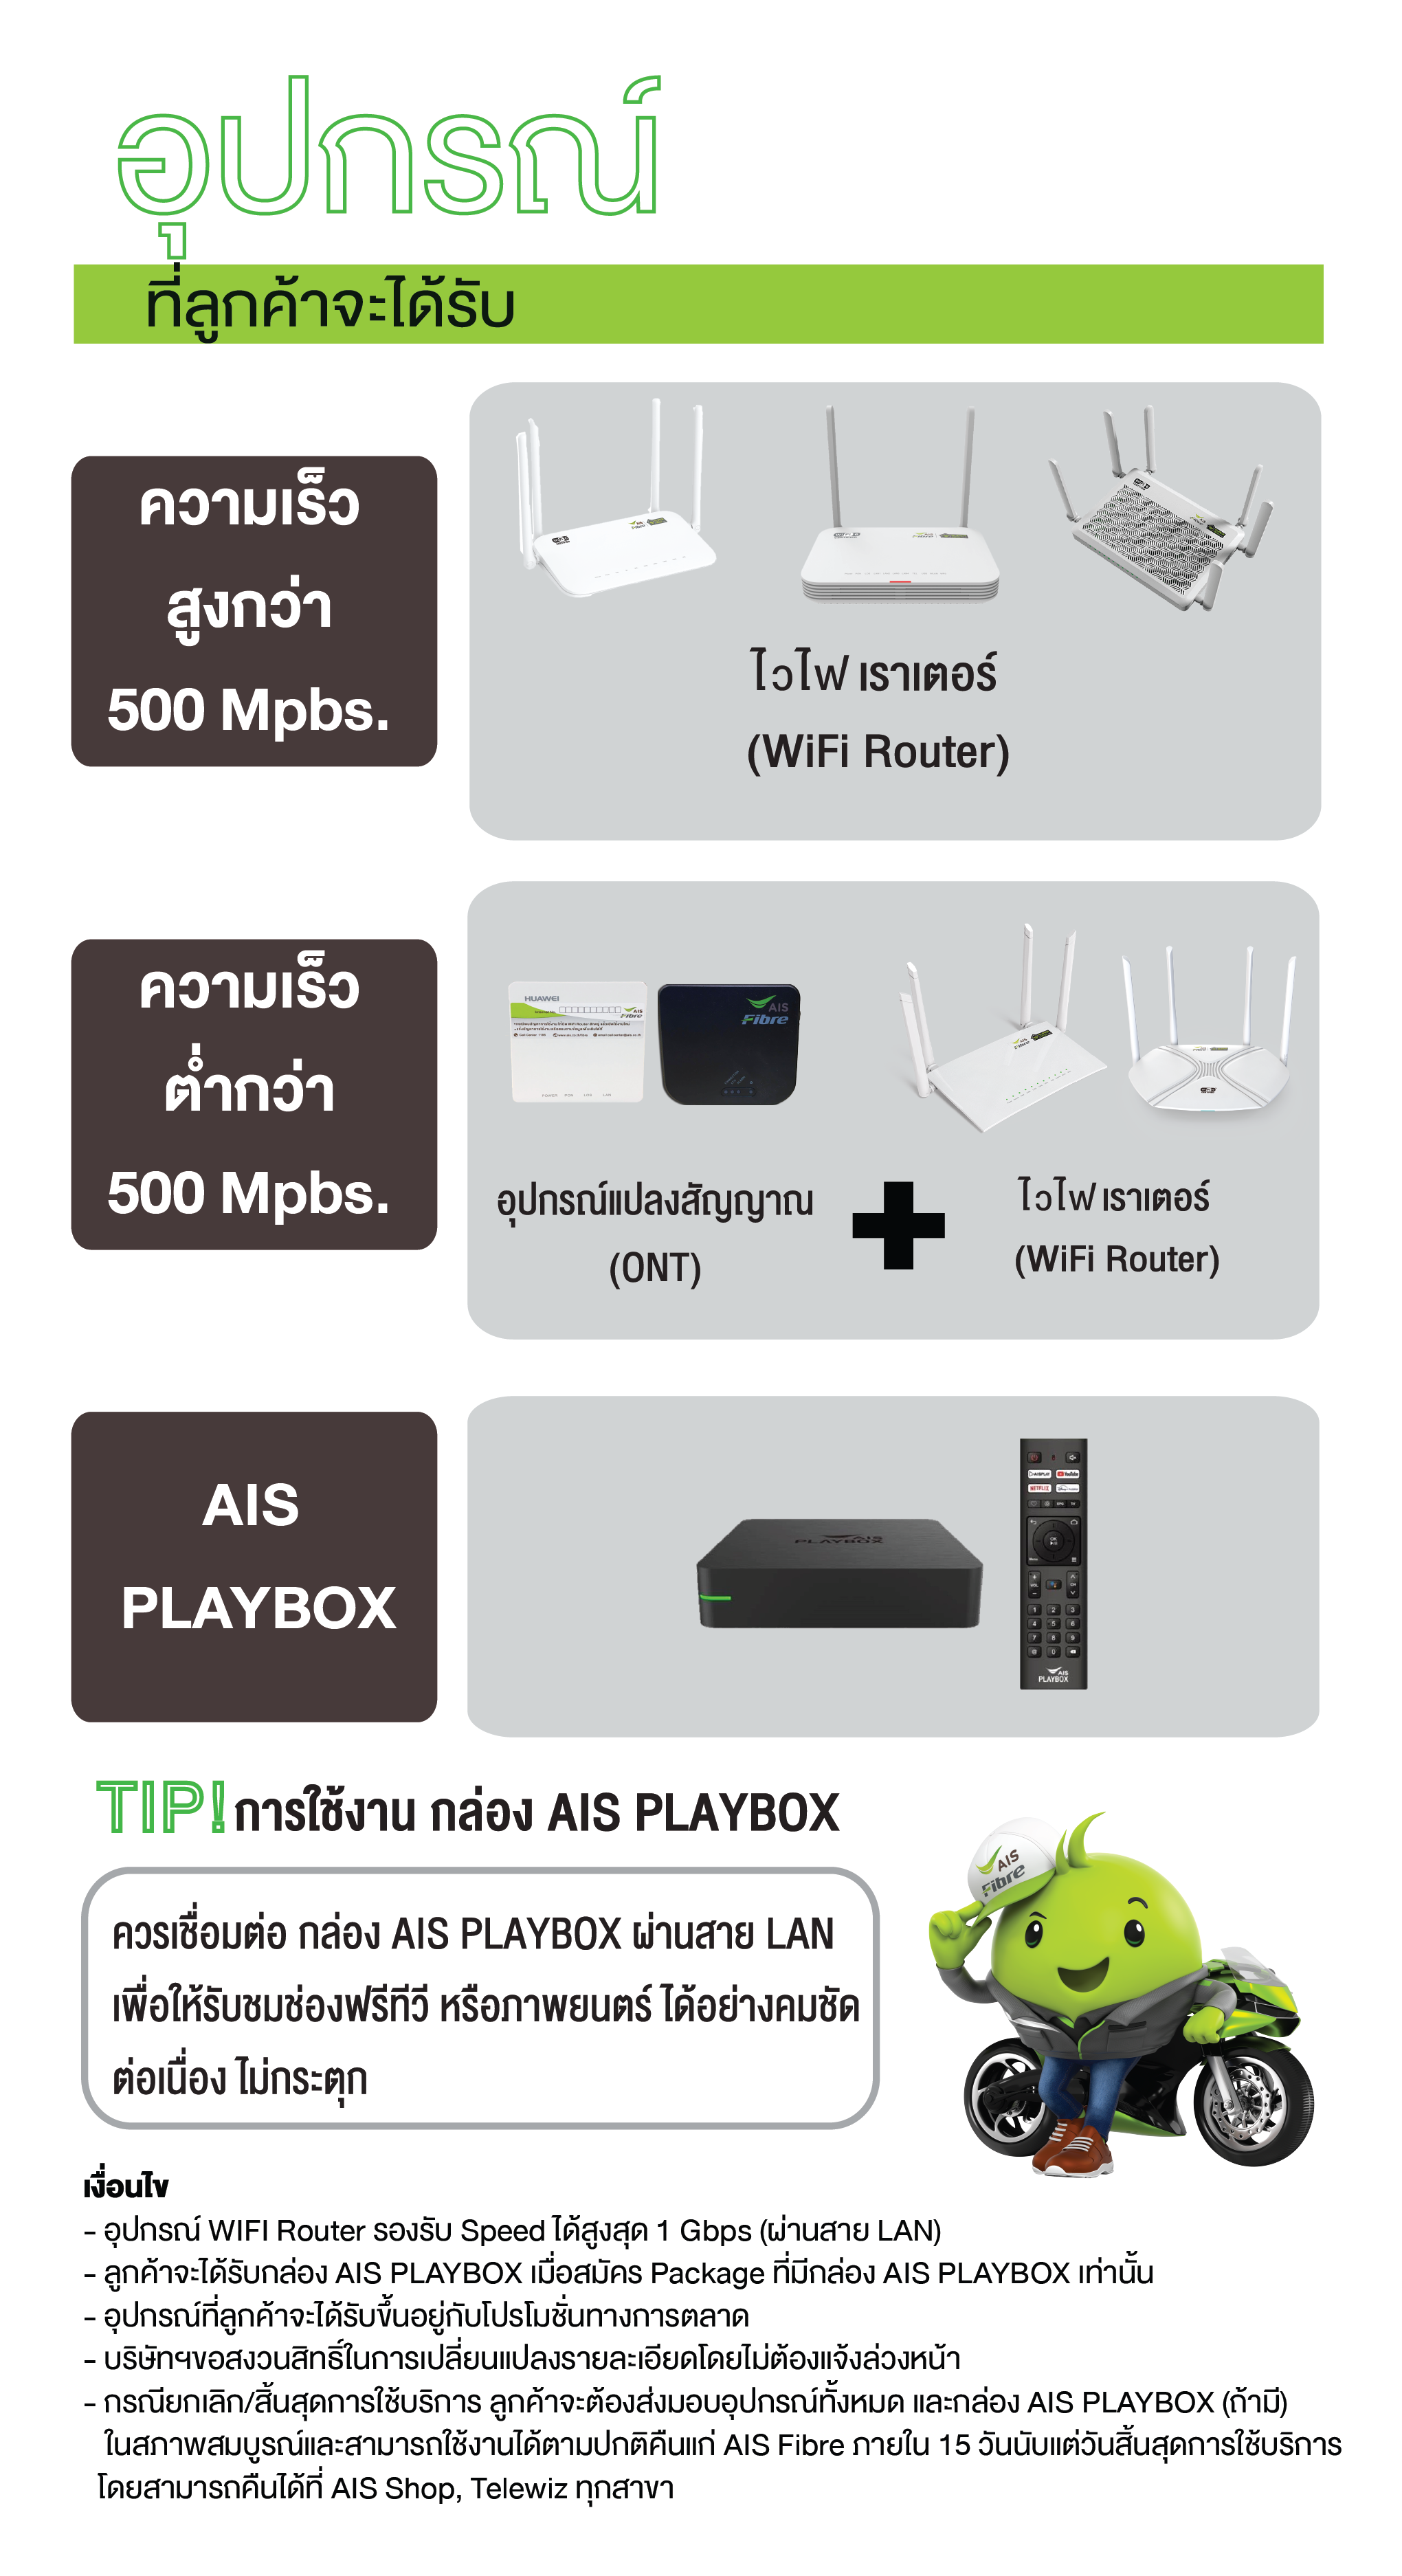 อุปกรณ์
ที่ลูกค้าจะได้รับ
ความเร็ว
สูงกว่า
500 Mpbs.
ไวไฟ เราเตอร์
(WiFi Router)
ความเร็ว
ต่ำกว่า
500 Mpbs.
HUAWEI
AIS
Fibre
POWER PON LOS LAN
AIS
Fibre
อุปกรณ์แปลงสัญญาณ
(ONT)
ไวไฟ เราเตอร์
(WiFi Router)
AIS
PLAYBOX
AIS
PLAYBOX
YouTube
NETFLIX
OK
VOL CH
1 2 3
4 5 6
7 8 9
0
AIS
PLAYBOX
TIP! การใช้งาน กล่อง AIS PLAYBOX
ควรเชื่อมต่อ กล่อง AIS PLAYBOX ผ่านสาย LAN
เพื่อให้รับชมช่องฟรีทีวี หรือภาพยนตร์ ได้อย่างคมชัด
ต่อเนื่อง ไม่กระตุก
AIS
Fibre
เงื่อนไข
- อุปกรณ์ WIFI Router รองรับ Speed ได้สูงสุด 1 Gbps (ผ่านสาย LAN)
- ลูกค้าจะได้รับกล่อง AIS PLAYBOX เมื่อสมัคร Package ที่มีกล่อง AIS PLAYBOX เท่านั้น
- อุปกรณ์ที่ลูกค้าจะได้รับขึ้นอยู่กับโปรโมชั่นทางการตลาด
- บริษัทฯขอสงวนสิทธิ์ในการเปลี่ยนแปลงรายละเอียดโดยไม่ต้องแจ้งล่วงหน้า
- กรณียกเลิก/สิ้นสุดการใช้บริการ ลูกค้าจะต้องส่งมอบอุปกรณ์ทั้งหมด และกล่อง AIS PLAYBOX (ถ้ามี)
ในสภาพสมบูรณ์และสามารถใช้งานได้ตามปกติคืนแก่ AIS Fibre ภายใน 15 วันนับแต่วันสิ้นสุดการใช้บริการ
โดยสามารถคืนได้ที่ AIS Shop, Telewiz ทุกสาขา